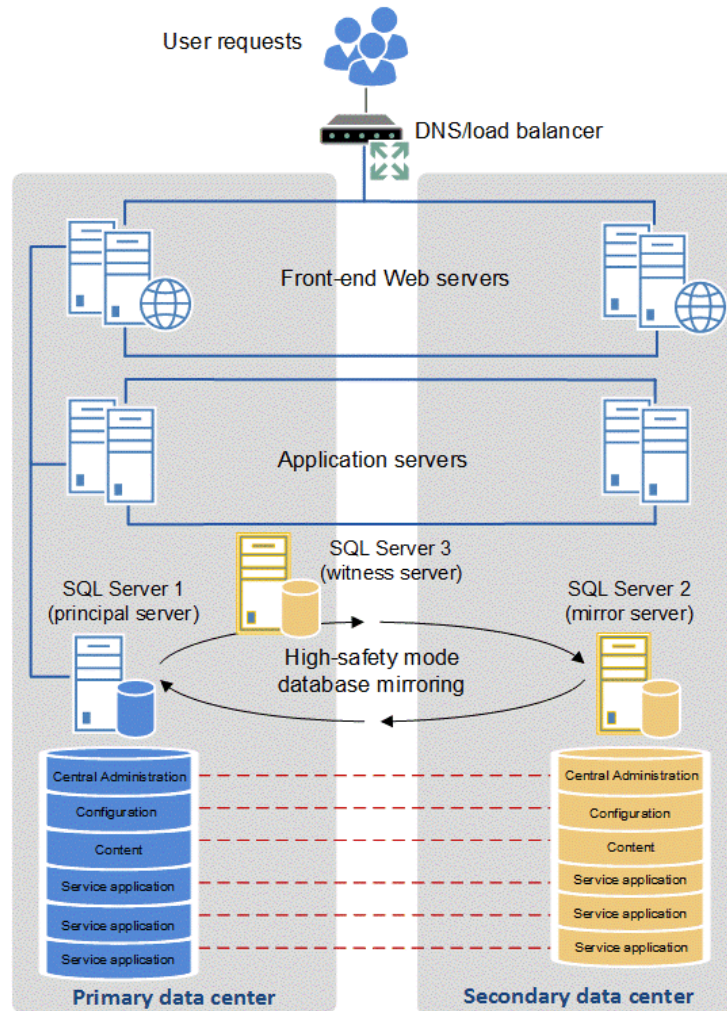 User requests
DNS/load balancer
Front-end Web servers
Application servers
SQL Server 3
(witness server)
SQL Server 1
(principal server)
SQL Server 2
(mirror server)
High-safety mode
database mirroring
Central Administration
Configuration
Content
Service application
Service application
Service application
Central Administration
Configuration
Content
Service application
Service application
Service application
Primary data center
Secondary data center